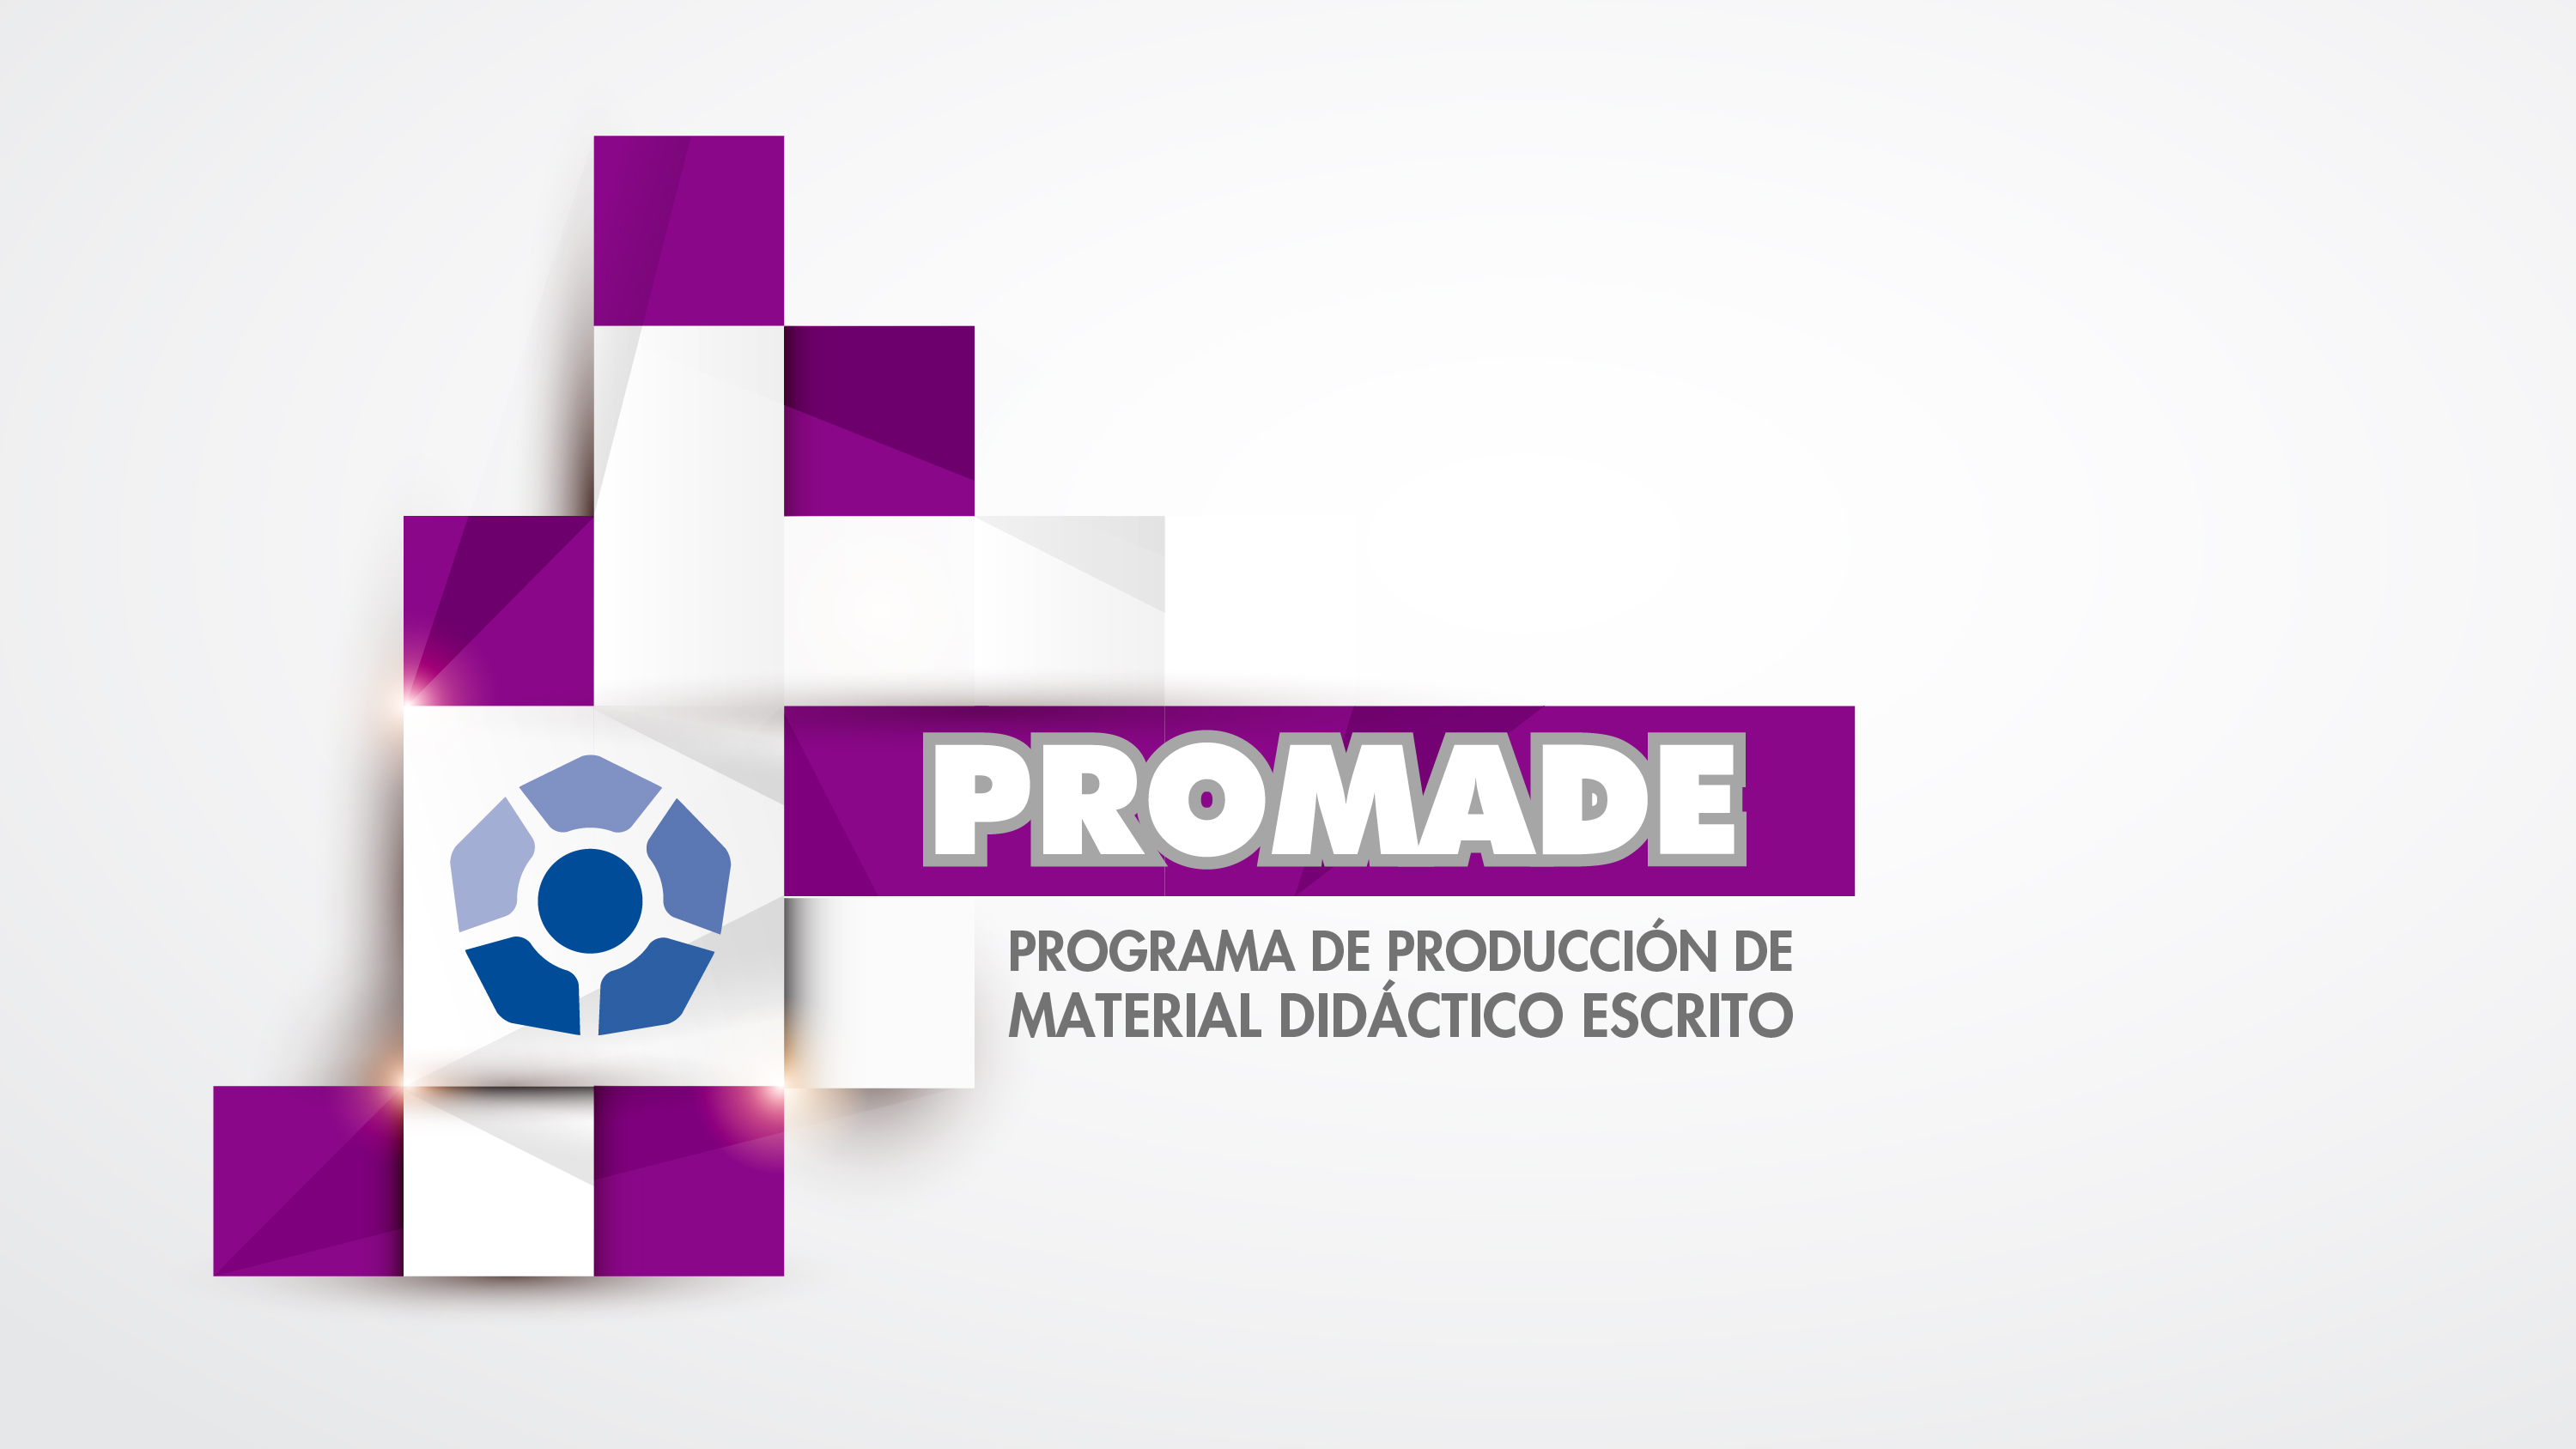 PROMADE
PROGRAMA DE PRODUCCIÓN DE
MATERIAL DIDÁCTICO ESCRITO